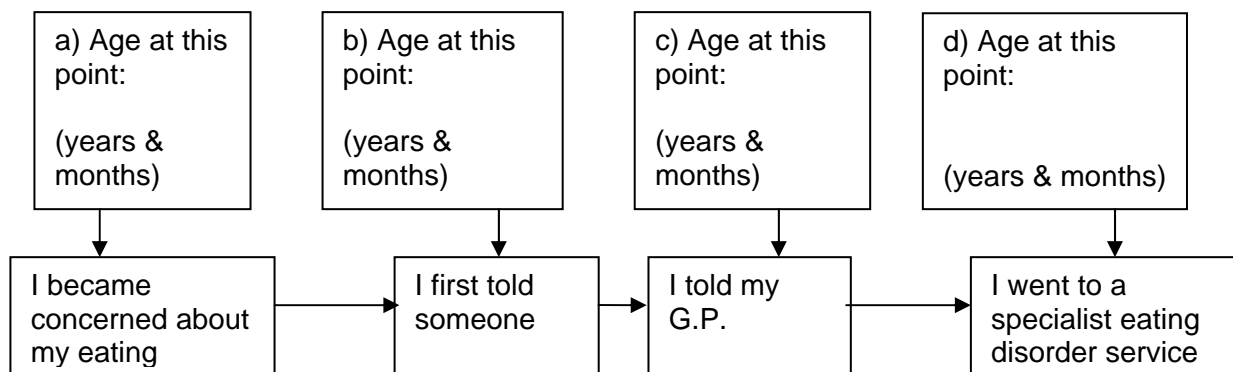 a) Age at this
point:
(years &
months)
b) Age at this
point:
(years &
months)
c) Age at this
point:
(years &
months)
d) Age at this
point:
(years & months)
I became
concerned about
my eating
I first told
someone
I told my
G.P.
I went to a
specialist eating
disorder service